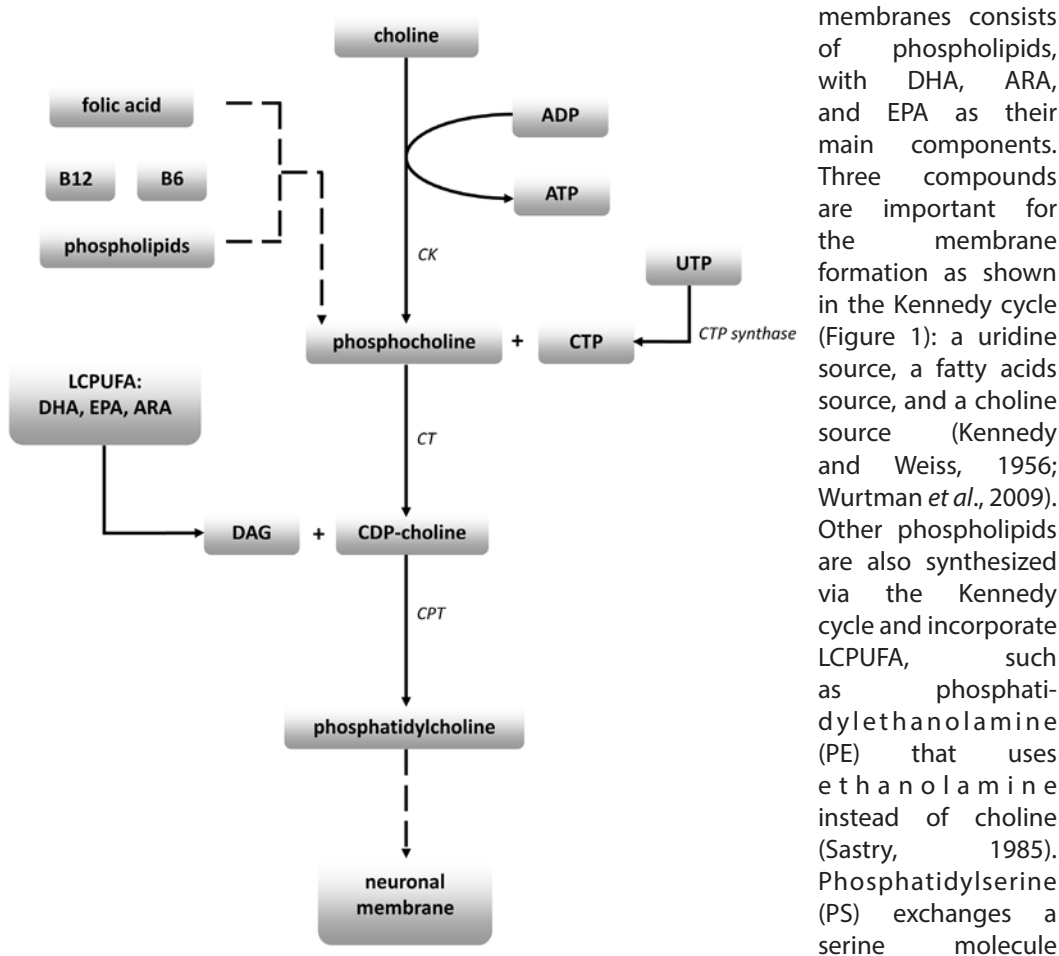 choline
folic acid
ADP
B12
B6
ATP
phospholipids
CK
UTP
phosphocholine
+
CTP
CTP synthase
LCPUFA:
DHA, EPA, ARA
CT
DAG
+
CDP-choline
CPT
phosphatidylcholine
neuronal
membrane
membranes consists
of phospholipids,
with DHA, ARA,
and EPA as their
main components.
Three compounds
are important for
the membrane
formation as shown
in the Kennedy cycle
(Figure 1): a uridine
source, a fatty acids
source, and a choline
source (Kennedy
and Weiss, 1956;
Wurtman et al., 2009).
Other phospholipids
are also synthesized
via the Kennedy
cycle and incorporate
LCPUFA, such
as phosphati-
dylethanolamine
(PE) that uses
ethanolamine
instead of choline
(Sastry, 1985).
Phosphatidylserine
(PS) exchanges a
serine molecule